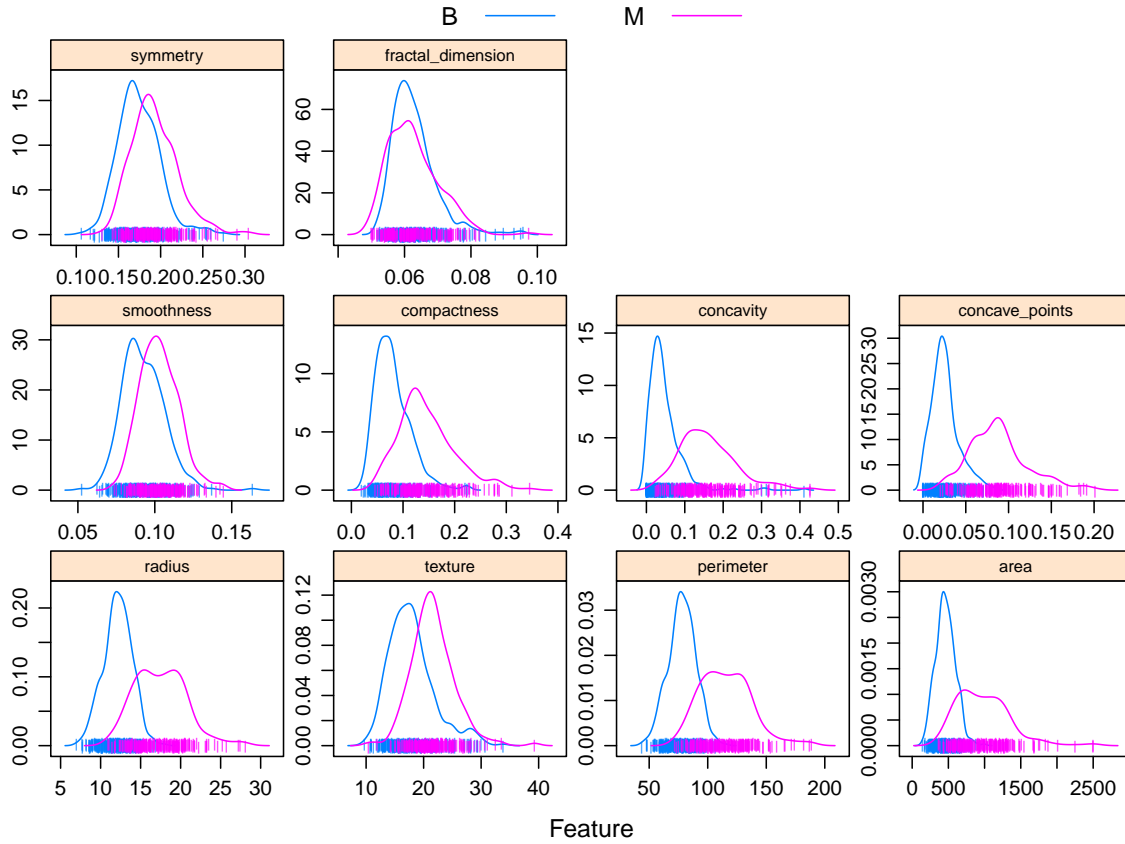 B M
symmetry fractal_dimension
0 5 10 15
0.10 0.15 0.20 0.25 0.30
0 20 40 60
0.06 0.08 0.10
smoothness compactness concavity concave_points
0 10 20 30
0.05 0.10 0.15
0 5 10
0.0 0.1 0.2 0.3 0.4
0 5 10 15
0.0 0.1 0.2 0.3 0.4 0.5
0 5 10 15 20 25 30
0.00 0.05 0.10 0.15 0.20
radius texture perimeter area
0.00 0.10 0.20
5 10 15 20 25 30
0.00 0.04 0.08 0.12
10 20 30 40
0.00 0.01 0.02 0.03
50 100 150 200
0.0000 0.0015 0.0030
0 500 1500 2500
Feature